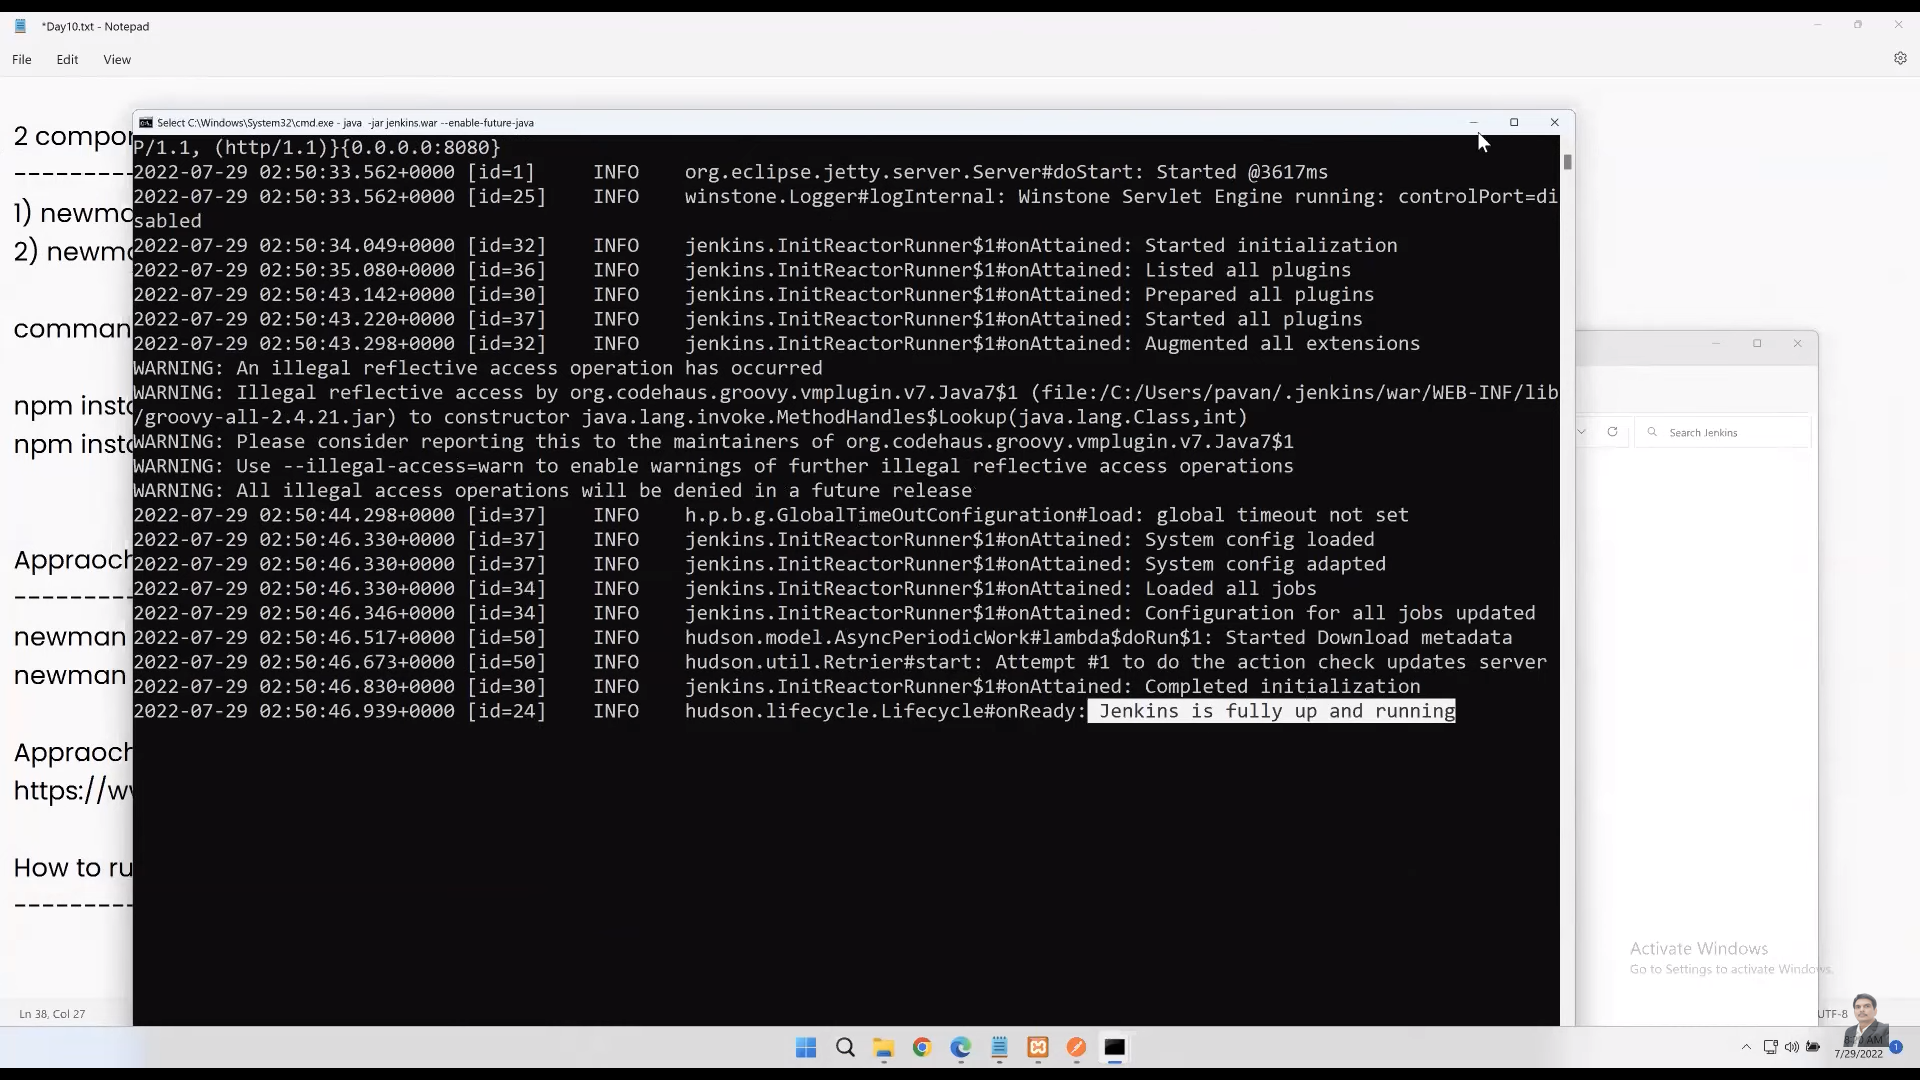 *Day10.txt - Notepad
File Edit View
2 compo
--------
1) newma
2) newma
comman
npm insta
npm insta
Appraoch
--------
newman
newman
Appraoch
https://w
How to ru
--------
Select C:\Windows\System32\cmd.exe - java -jar jenkins.war --enable-future-java
P/1.1, (http/1.1)}{0.0.0.0:8080}
2022-07-29 02:50:33.562+0000 [id=1] INFO org.eclipse.jetty.server.Server#doStart: Started @3617ms
2022-07-29 02:50:33.562+0000 [id=25] INFO winstone.Logger#logInternal: Winstone Servlet Engine running: controlPort=di
sabled
2022-07-29 02:50:34.049+0000 [id=32] INFO jenkins.InitReactorRunner$1#onAttained: Started initialization
2022-07-29 02:50:35.080+0000 [id=36] INFO jenkins.InitReactorRunner$1#onAttained: Listed all plugins
2022-07-29 02:50:43.142+0000 [id=30] INFO jenkins.InitReactorRunner$1#onAttained: Prepared all plugins
2022-07-29 02:50:43.220+0000 [id=37] INFO jenkins.InitReactorRunner$1#onAttained: Started all plugins
2022-07-29 02:50:43.298+0000 [id=32] INFO jenkins.InitReactorRunner$1#onAttained: Augmented all extensions
WARNING: An illegal reflective access operation has occurred
WARNING: Illegal reflective access by org.codehaus.groovy.vmplugin.v7.Java7$1 (file:/C:/Users/pavan/.jenkins/war/WEB-INF/lib
/groovy-all-2.4.21.jar) to constructor java.lang.invoke.MethodHandles$Lookup(java.lang.Class,int)
WARNING: Please consider reporting this to the maintainers of org.codehaus.groovy.vmplugin.v7.Java7$1
WARNING: Use --illegal-access=warn to enable warnings of further illegal reflective access operations
WARNING: All illegal access operations will be denied in a future release
2022-07-29 02:50:44.298+0000 [id=37] INFO h.p.b.g.GlobalTimeOutConfiguration#load: global timeout not set
2022-07-29 02:50:46.330+0000 [id=37] INFO jenkins.InitReactorRunner$1#onAttained: System config loaded
2022-07-29 02:50:46.330+0000 [id=37] INFO jenkins.InitReactorRunner$1#onAttained: System config adapted
2022-07-29 02:50:46.330+0000 [id=34] INFO jenkins.InitReactorRunner$1#onAttained: Loaded all jobs
2022-07-29 02:50:46.346+0000 [id=34] INFO jenkins.InitReactorRunner$1#onAttained: Configuration for all jobs updated
2022-07-29 02:50:46.517+0000 [id=50] INFO hudson.model.AsyncPeriodicWork#lambda$doRun$1: Started Download metadata
2022-07-29 02:50:46.673+0000 [id=50] INFO hudson.util.Retrier#start: Attempt #1 to do the action check updates server
2022-07-29 02:50:46.830+0000 [id=30] INFO jenkins.InitReactorRunner$1#onAttained: Completed initialization
2022-07-29 02:50:46.939+0000 [id=24] INFO hudson.lifecycle.Lifecycle#onReady: Jenkins is fully up and running
Search Jenkins
Activate Windows
Go to Settings to activate Windows.
Ln 38, Col 27
UTF-8
7/29/2022
1